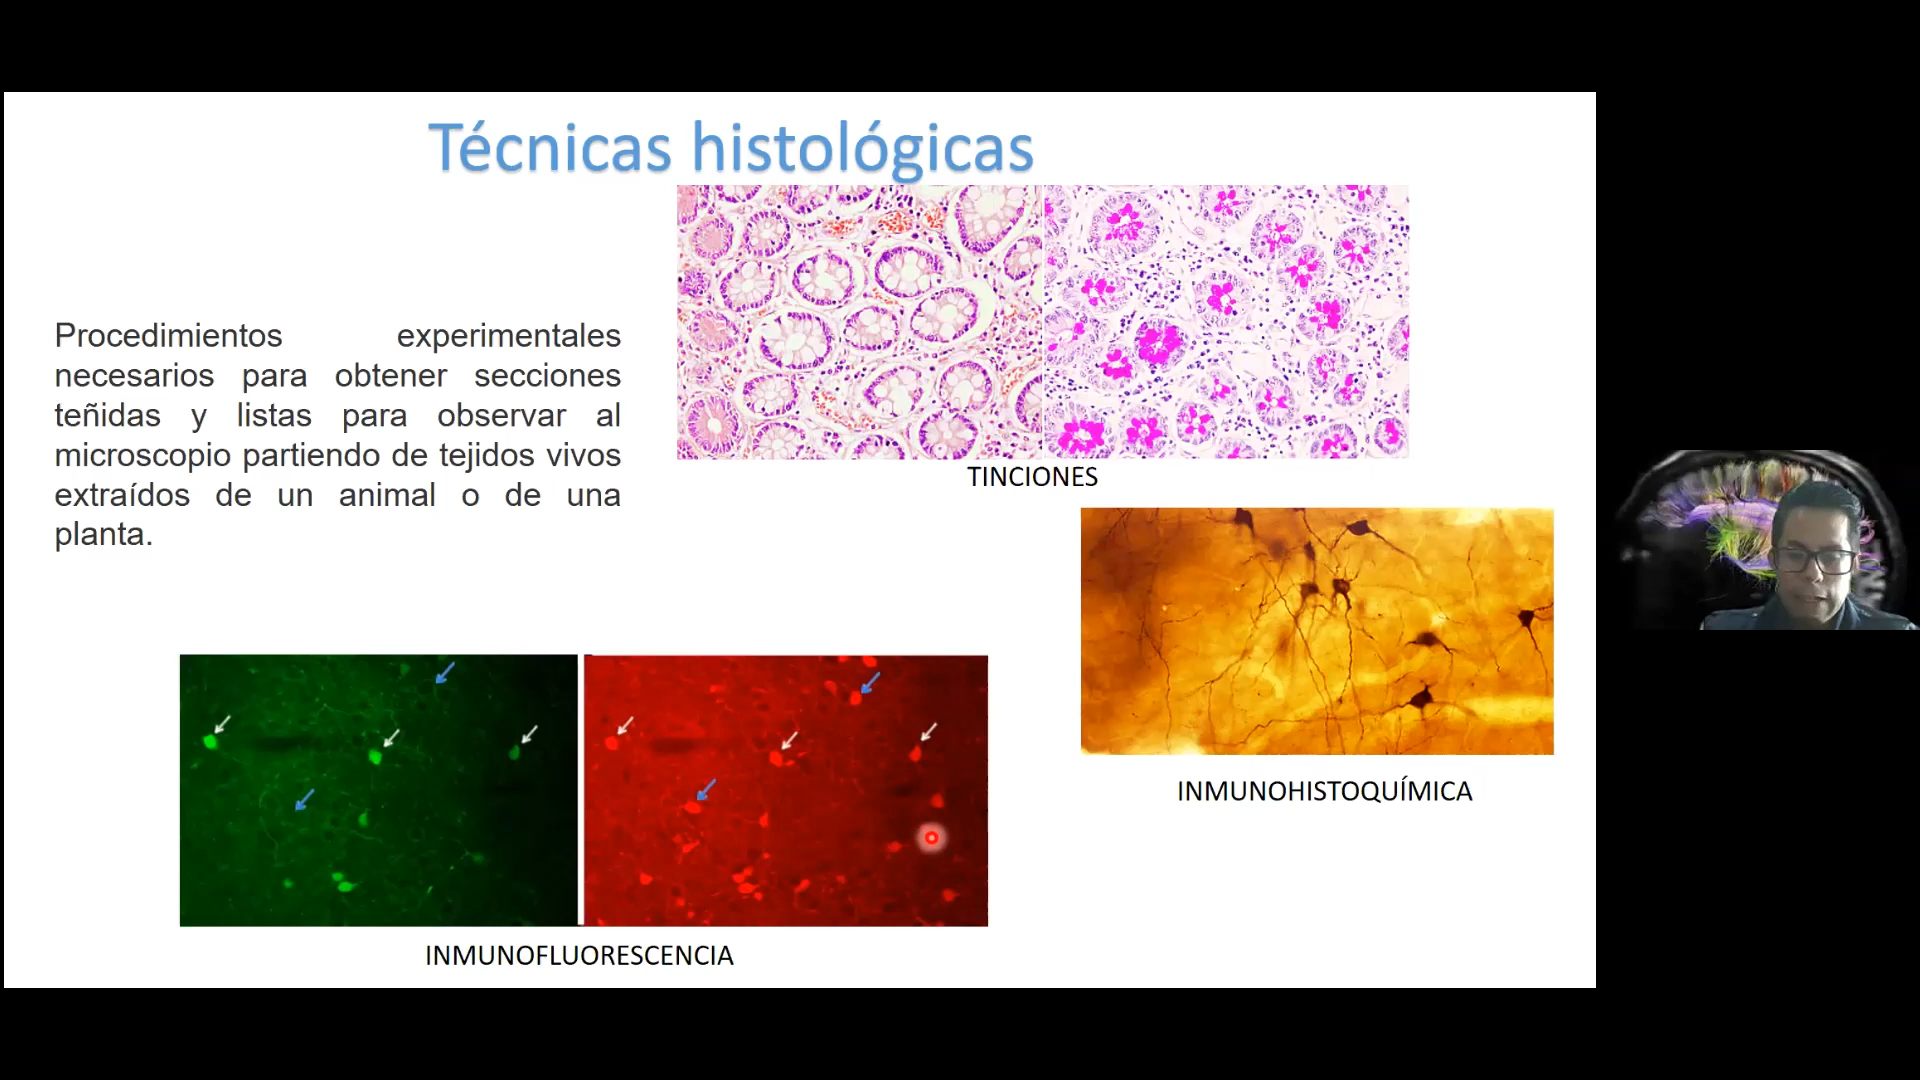 Técnicas histológicas
Procedimientos experimentales
necesarios para obtener secciones
teñidas y listas para observar al
microscopio partiendo de tejidos vivos
extraídos de un animal o de una
planta.
TINCIONES
INMUNOHISTOQUÍMICA
INMUNOFLUORESCENCIA